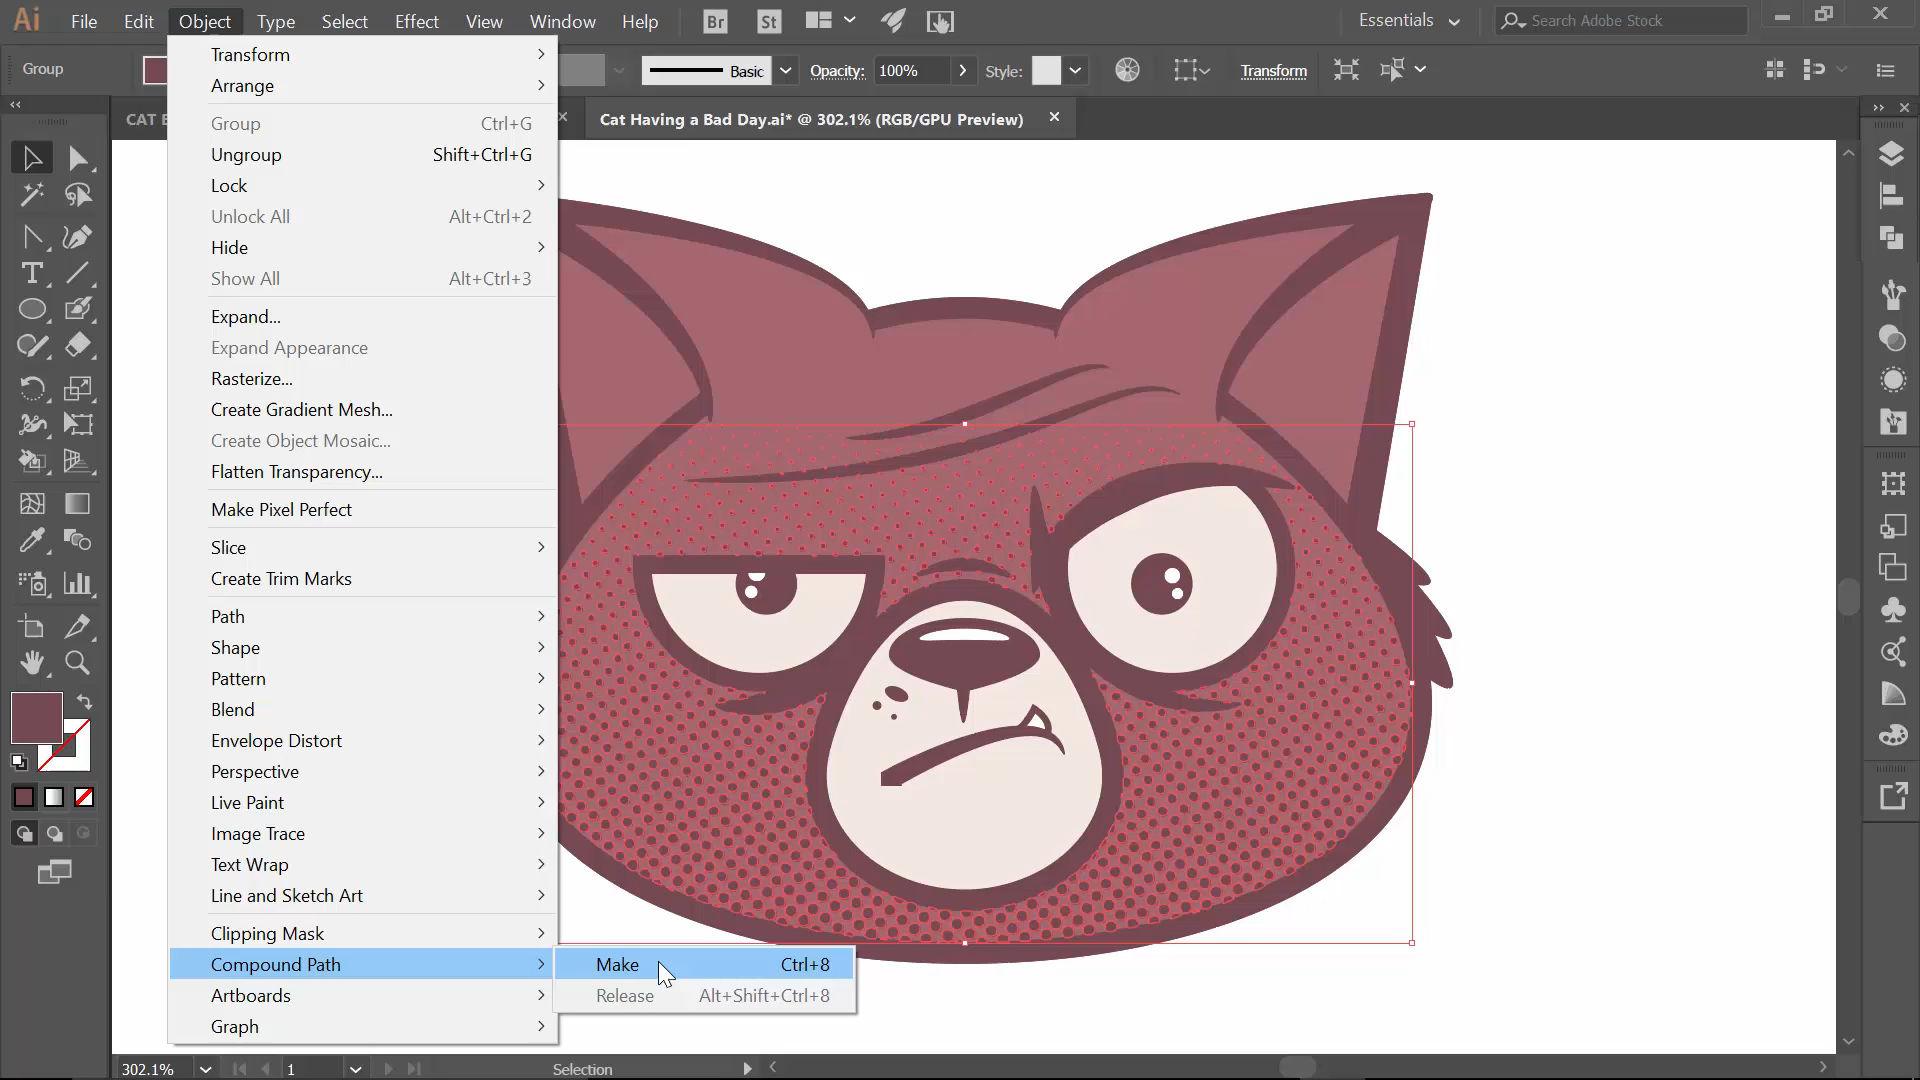 Ai File Edit Object Type Select Effect View Window Help Br St Essentials Search Adobe Stock
Group Basic Opacity: 100% Style: Transform
CAT Cat Having a Bad Day.ai* @ 302.1% (RGB/GPU Preview)
Transform
Arrange
Group Ctrl+G
Ungroup Shift+Ctrl+G
Lock
Unlock All Alt+Ctrl+2
Hide
Show All Alt+Ctrl+3
Expand...
Expand Appearance
Rasterize...
Create Gradient Mesh...
Create Object Mosaic...
Flatten Transparency...
Make Pixel Perfect
Slice
Create Trim Marks
Path
Shape
Pattern
Blend
Envelope Distort
Perspective
Live Paint
Image Trace
Text Wrap
Line and Sketch Art
Clipping Mask
Compound Path
Make Ctrl+8
Artboards
Release Alt+Shift+Ctrl+8
Graph
302.1% 1 Selection